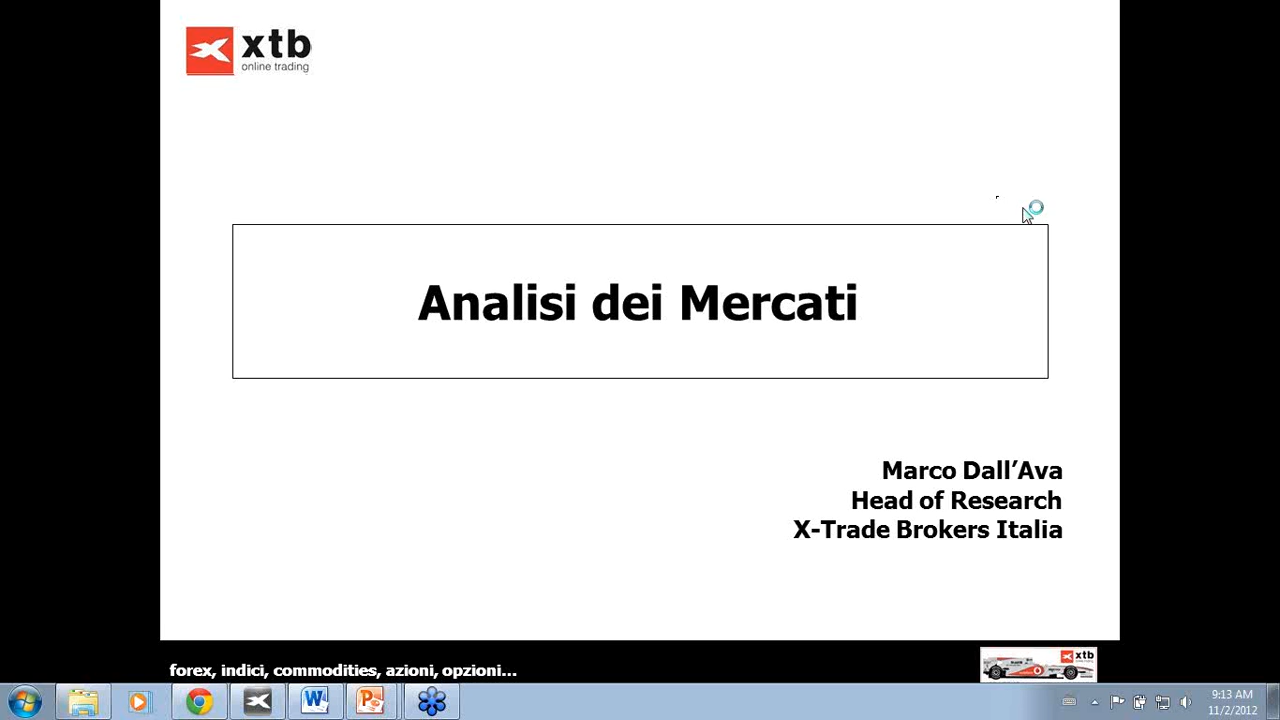 xtb
online trading
Analisi dei Mercati
Marco Dall’Ava
Head of Research
X-Trade Brokers Italia
forex, indici, commodities, azioni, opzioni...
xtb
9:13 AM
11/2/2012